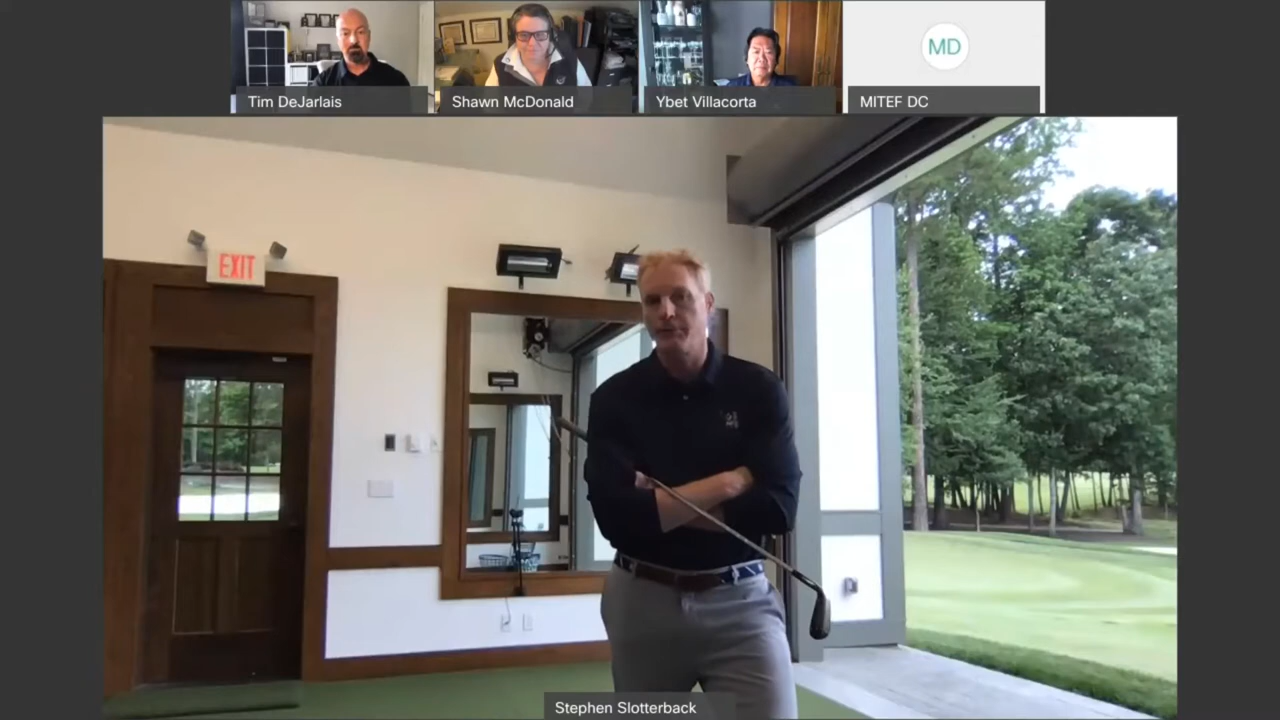 Tim DeJarlais
Shawn McDonald
Ybet Villacorta
MD
MITEF DC
EXIT
Stephen Slotterback